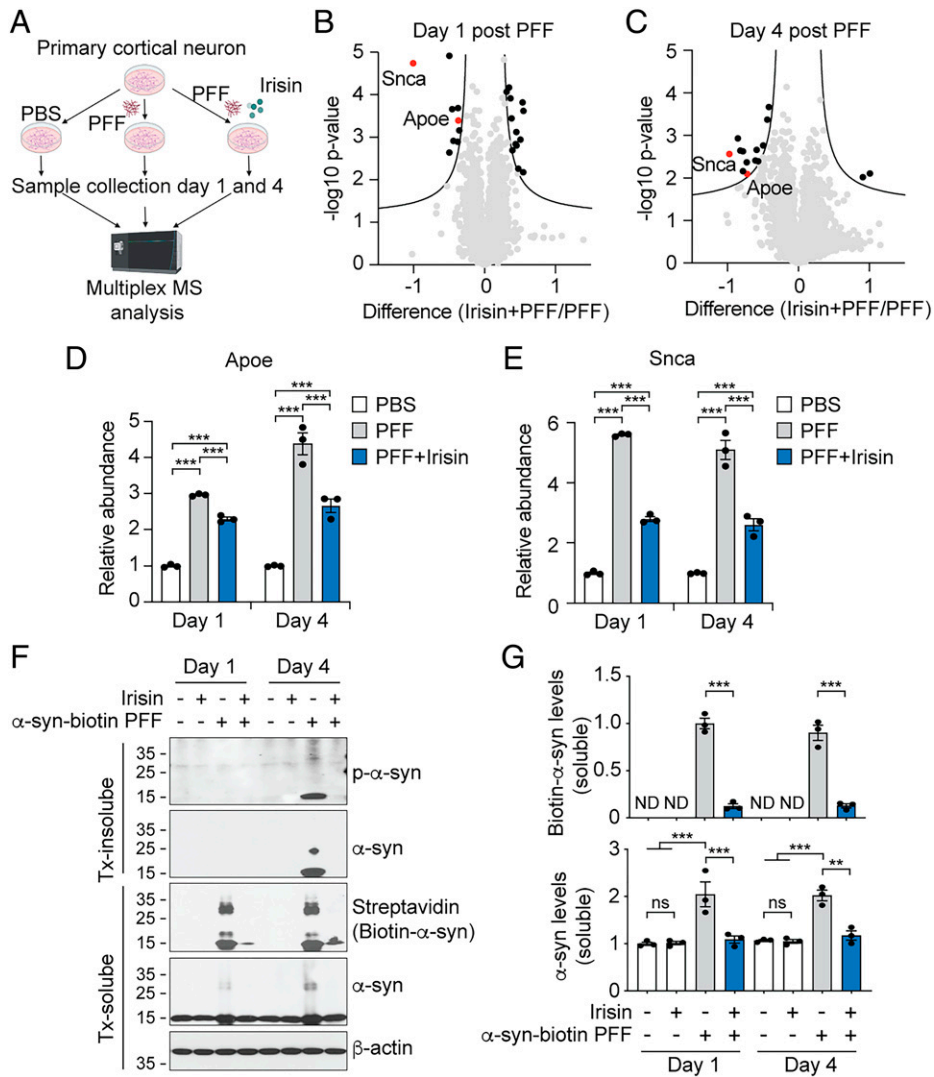 A
Primary cortical neuron
PBS
PFF
PFF
Irisin
Sample collection day 1 and 4
Multiplex MS
analysis
B
Day 1 post PFF
-log10 p-value
5
4
3
2
1
0
Snca
Apoe
-1 0 1
Difference (Irisin+PFF/PFF)
C
Day 4 post PFF
-log10 p-value
5
4
3
2
1
0
Snca
Apoe
-1 0 1
Difference (Irisin+PFF/PFF)
D
Apoe
Relative abundance
5
4
3
2
1
0
***
***
***
***
***
***
Day 1 Day 4
PBS
PFF
PFF+Irisin
E
Snca
Relative abundance
6
4
2
0
***
***
***
***
***
***
Day 1 Day 4
PBS
PFF
PFF+Irisin
F
Day 1 Day 4
Irisin - + - + - + - +
α-syn-biotin PFF - - + + - - + +
Tx-insolube
35
25
15
p-α-syn
35
25
15
α-syn
Tx-solube
35
25
15
Streptavidin
(Biotin-α-syn)
35
25
15
α-syn
35
β-actin
G
Biotin-α-syn levels
(soluble)
1.5
1.0
0.5
0
ND ND *** ND ND ***
α-syn levels
(soluble)
3
2
1
0
ns *** *** ns *** **
Irisin - + - + - + - +
α-syn-biotin PFF - - + + - - + +
Day 1 Day 4